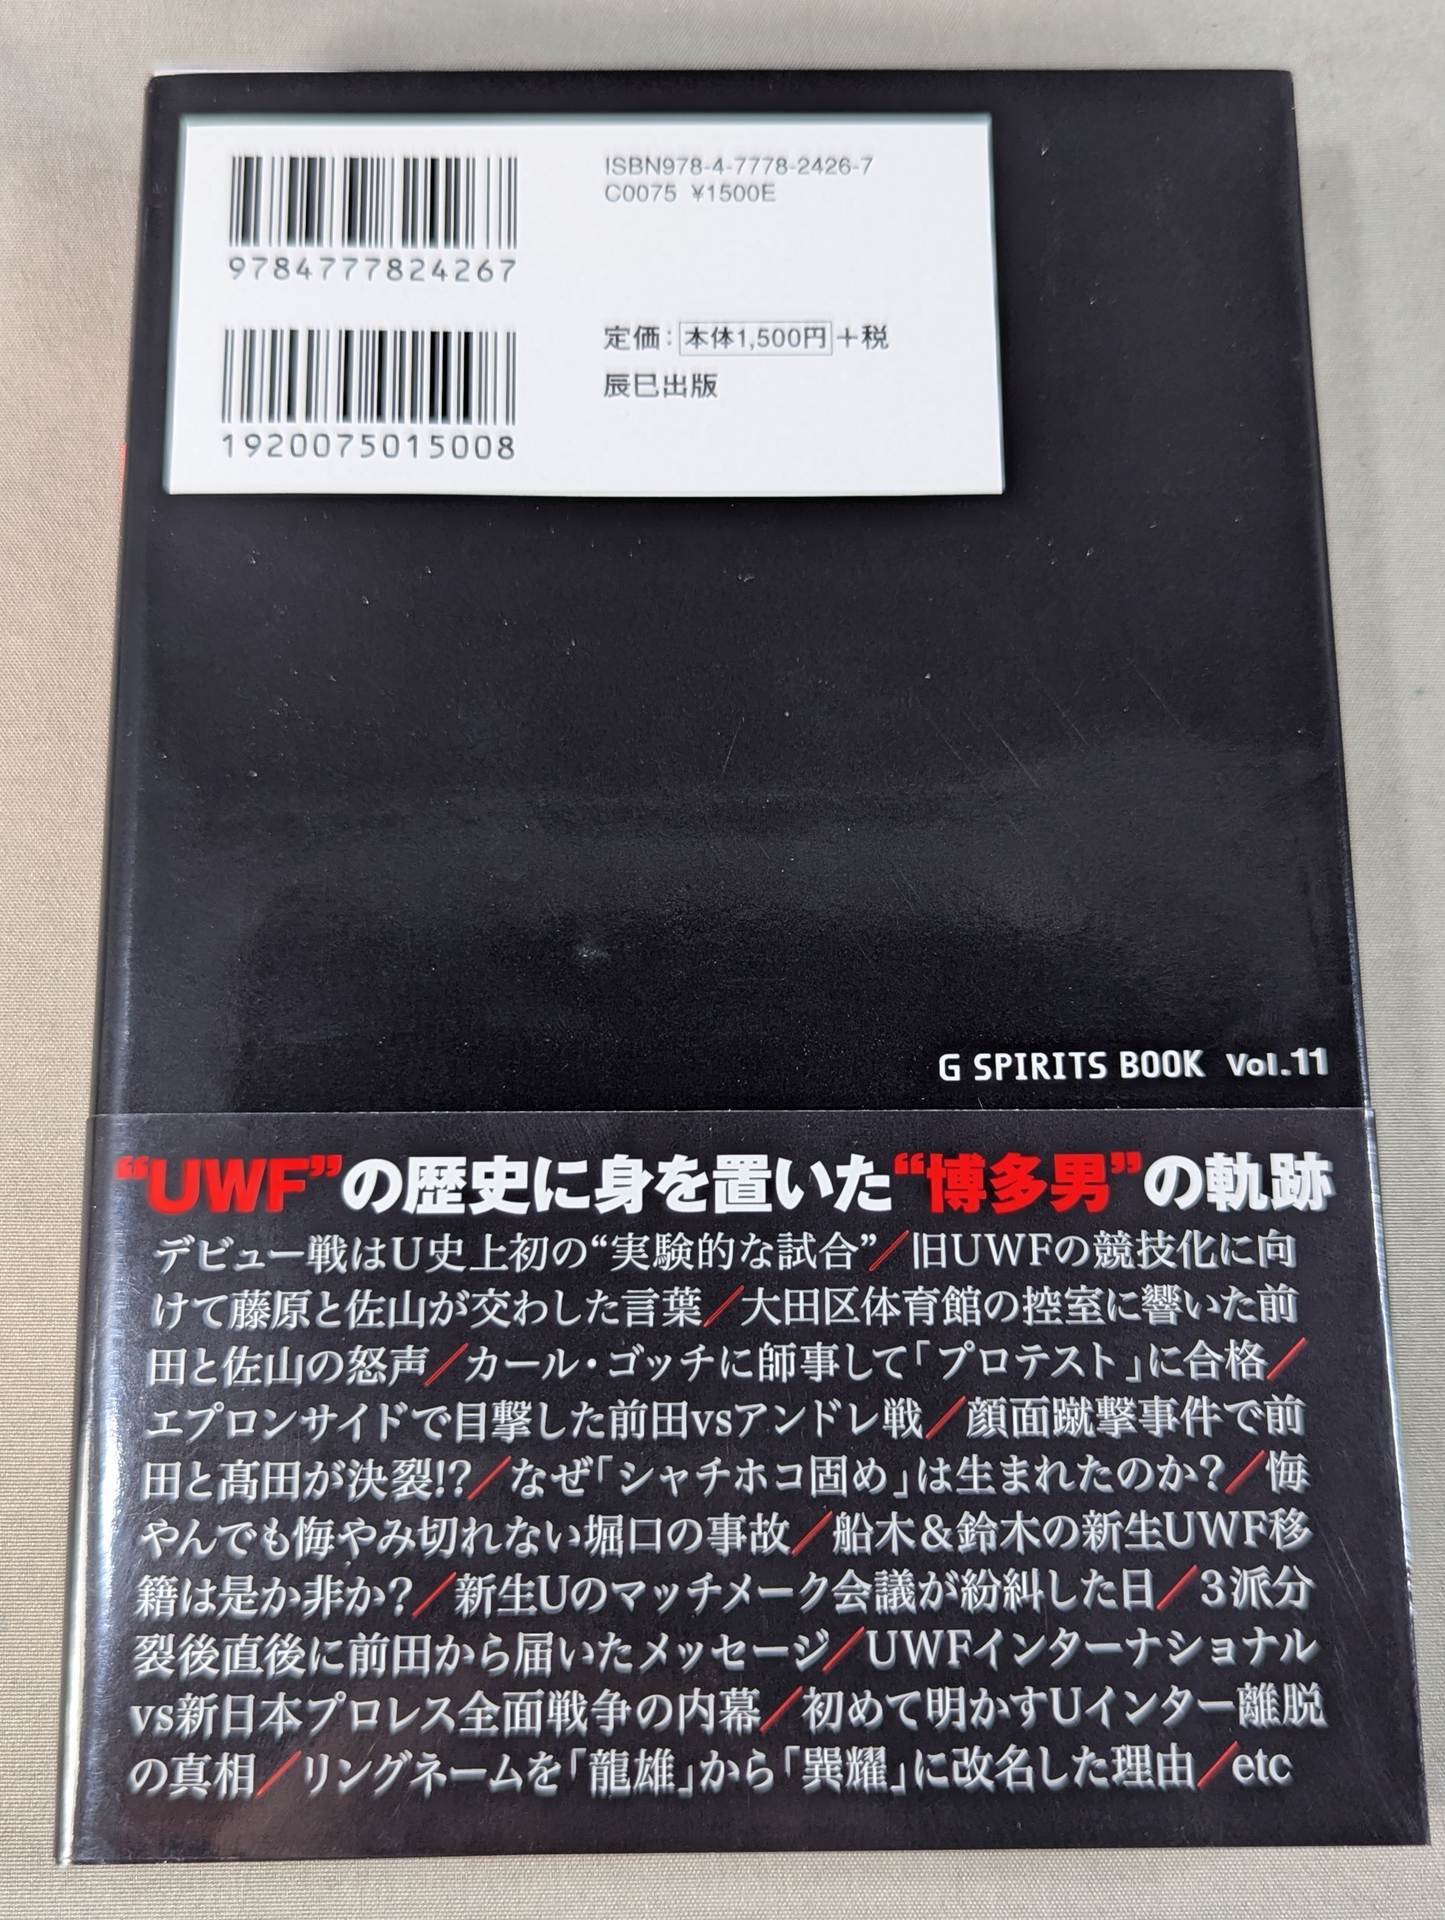 ISBN978-4-7778-2426-7
C0075 ¥1500E
9784777824267
定価：本体1,500円+税
辰巳出版
1920075015008
G SPIRITS BOOK Vol.11
“UWF”の歴史に身を置いた“博多男”の軌跡
デビュー戦はU史上初の“実験的な試合”／旧UWFの競技化に向
けて藤原と佐山が交わした言葉／大田区体育館の控室に響いた前
田と佐山の怒声／カール・ゴッチに師事して「プロテスト」に合格／
エプロンサイドで目撃した前田vsアンドレ戦／顔面蹴撃事件で前
田と髙田が決裂!?／なぜ「シャチホコ固め」は生まれたのか？／悔
やんでも悔やみ切れない堀口の事故／船木＆鈴木の新生UWF移
籍は是か非か？／新生Uのマッチメーク会議が紛糾した日／3派分
裂後直後に前田から届いたメッセージ／UWFインターナショナル
vs新日本プロレス全面戦争の内幕／初めて明かすUインター離脱
の真相／リングネームを「龍雄」から「巽耀」に改名した理由／etc